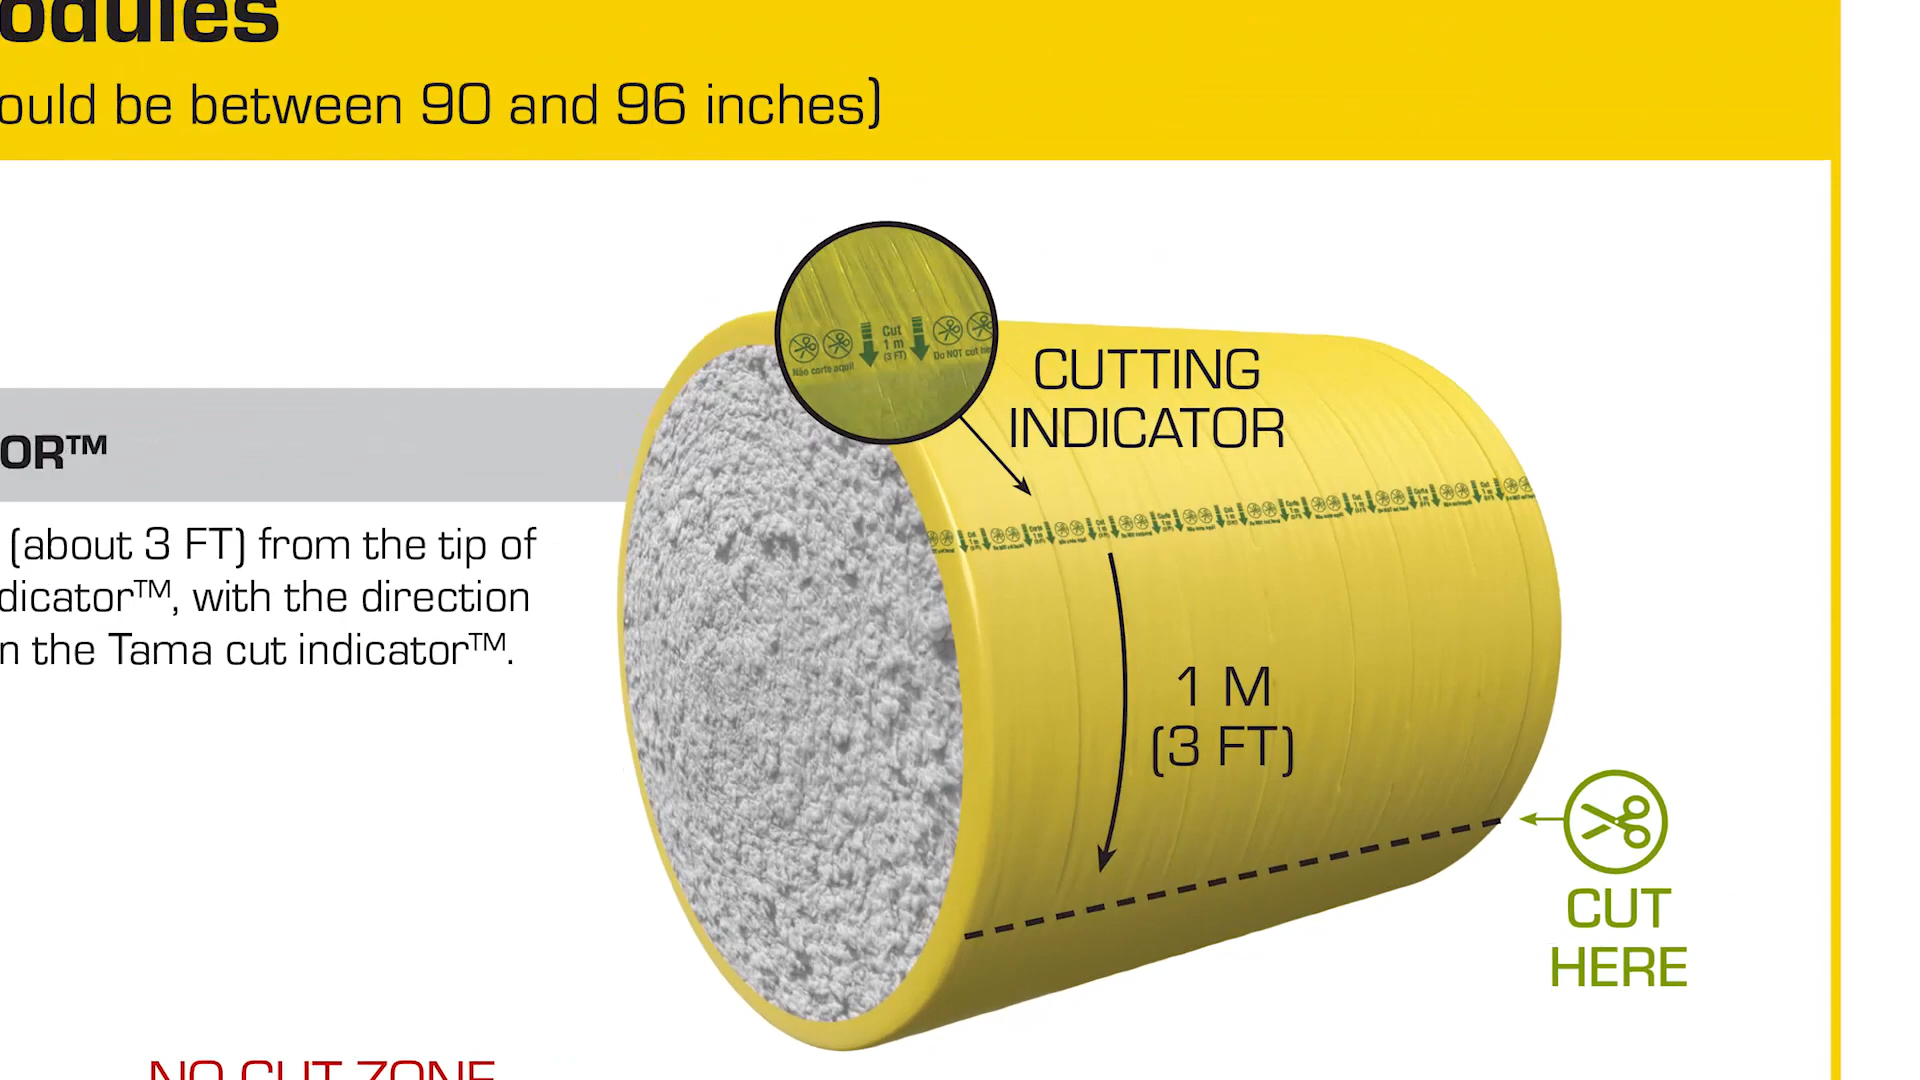 odules
ould be between 90 and 96 inches)
OR™
(about 3 FT) from the tip of
dicator™, with the direction
n the Tama cut indicator™.
Cut
1 m
(3 FT)
Não corte aqui!
Do NOT cut he
CUTTING
INDICATOR
1 M
(3 FT)
CUT
HERE
NO CUT ZONE